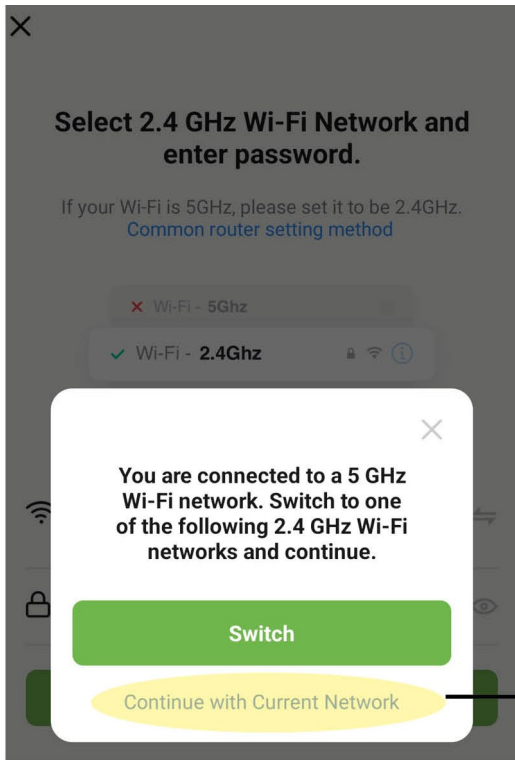 Select 2.4 GHz Wi-Fi Network and
enter password.
If your Wi-Fi is 5GHz, please set it to be 2.4GHz.
Common router setting method
Wi-Fi - 5Ghz
Wi-Fi - 2.4Ghz
You are connected to a 5 GHz
Wi-Fi network. Switch to one
of the following 2.4 GHz Wi-Fi
networks and continue.
Switch
Continue with Current Network